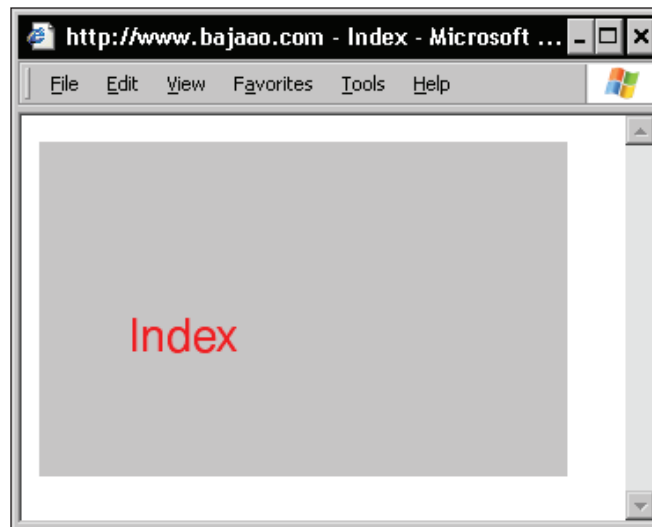 http://www.bajaao.com - Index - Microsoft ...
File Edit View Favorites Tools Help
Index